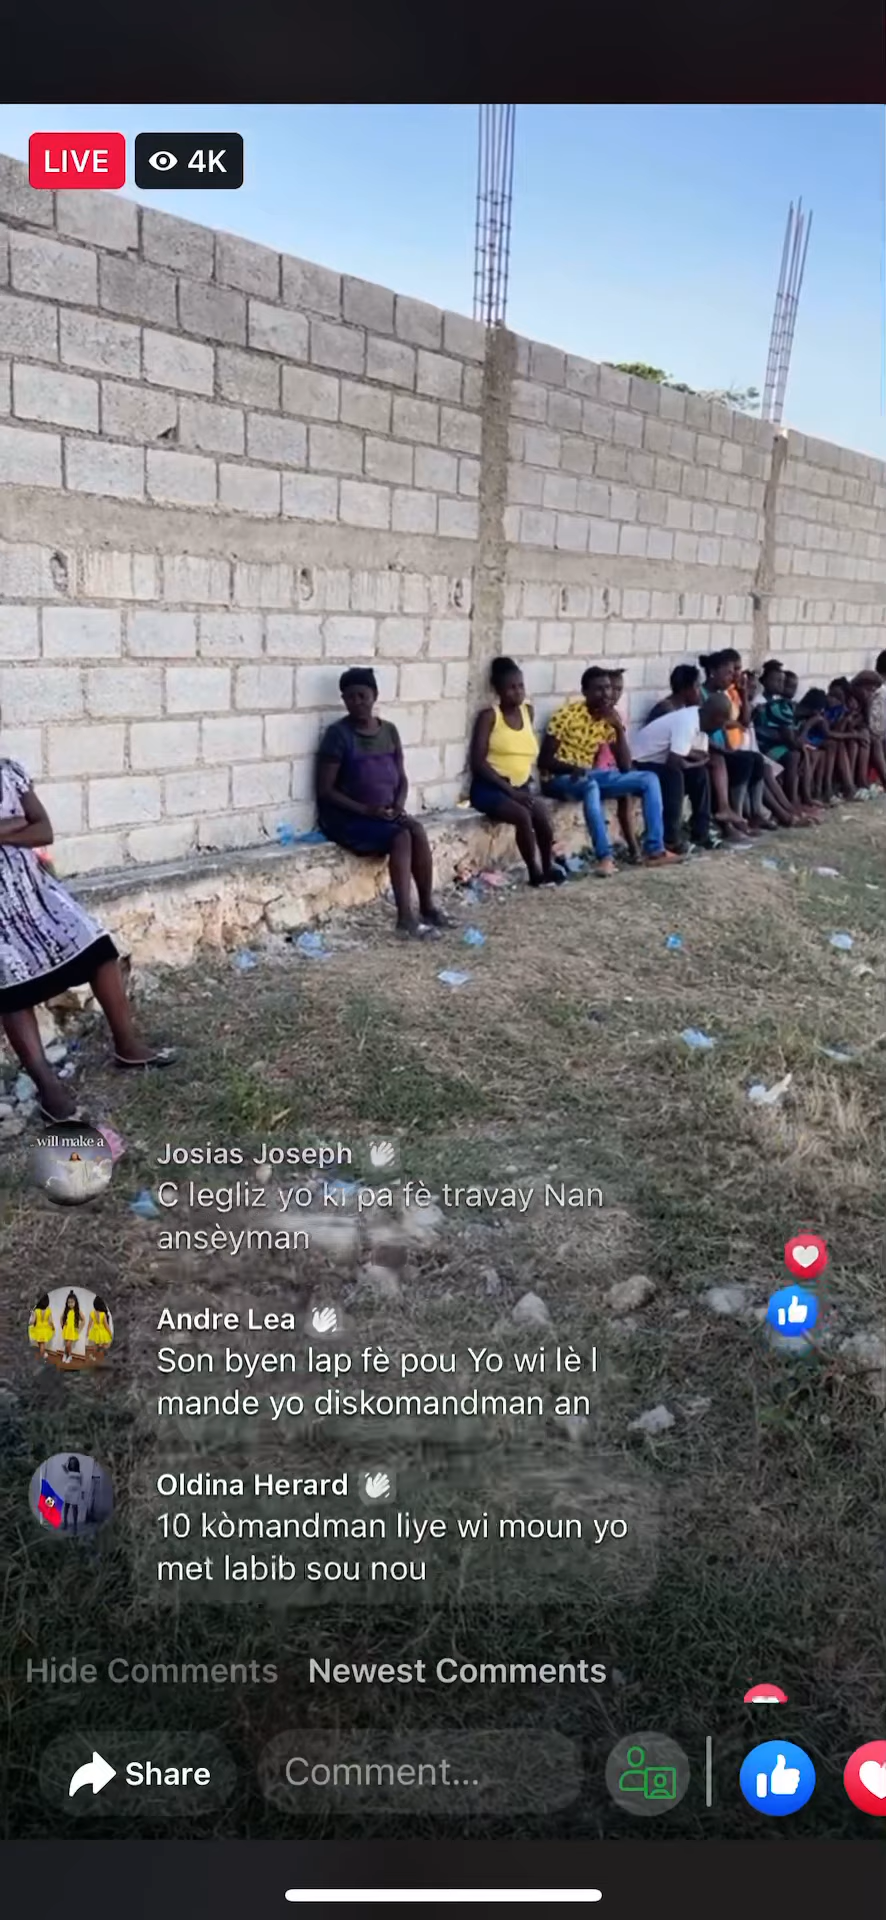 LIVE 4K
will make a
Josias Joseph
C legliz yo ki pa fè travay Nan
ansèyman
Andre Lea
Son byen lap fè pou Yo wi lè l
mande yo diskomandman an
Oldina Herard
10 kòmandman liye wi moun yo
met labib sou nou
Hide Comments Newest Comments
Share Comment...